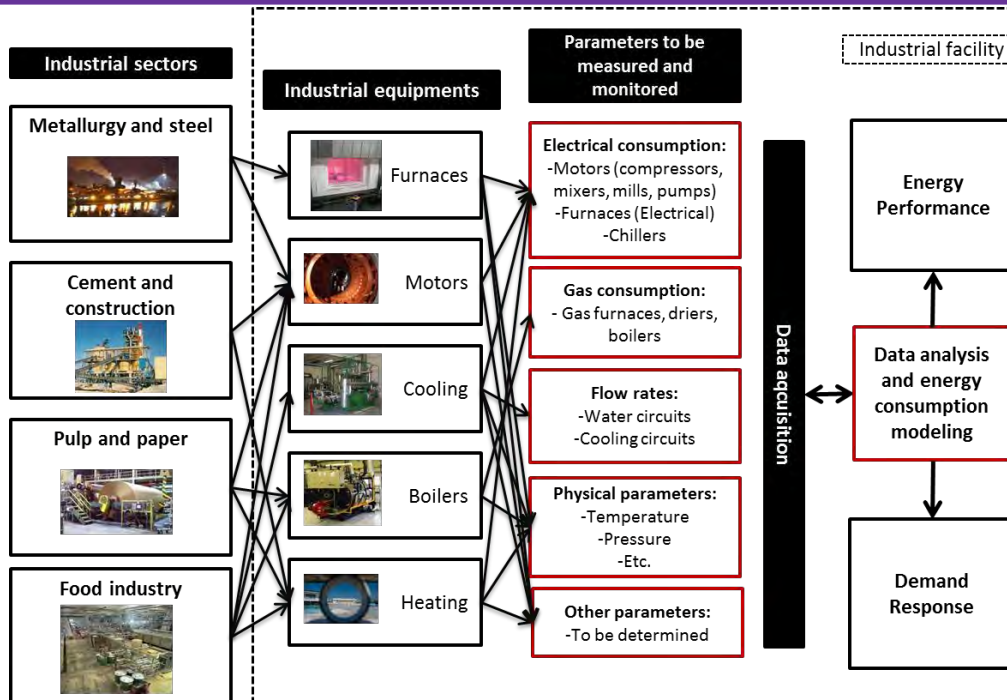 Industrial sectors
Metallurgy and steel
Cement and
construction
Pulp and paper
Food industry
Industrial equipments
Furnaces
Motors
Cooling
Boilers
Heating
Parameters to be
measured and
monitored
Electrical consumption:
-Motors (compressors,
mixers, mills, pumps)
-Furnaces (Electrical)
-Chillers
Gas consumption:
- Gas furnaces, driers,
boilers
Flow rates:
-Water circuits
-Cooling circuits
Physical parameters:
-Temperature
-Pressure
-Etc.
Other parameters:
-To be determined
Data aqcuisition
Industrial facility
Energy
Performance
Data analysis
and energy
consumption
modeling
Demand
Response